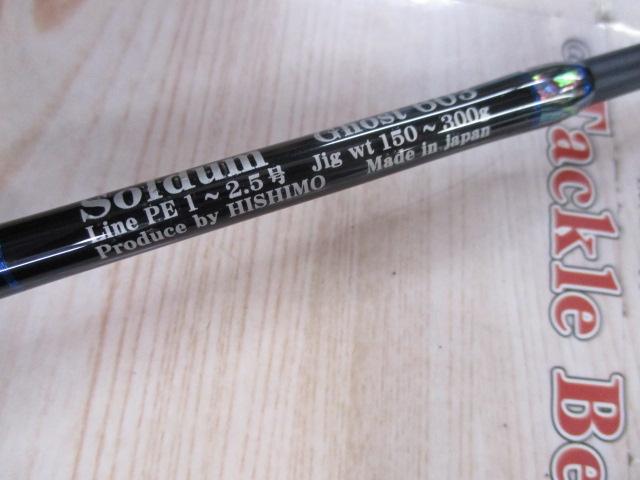 Soldum Ghost 603
Line PE 1 ~ 2.5号 Jig wt 150 ~ 300g
Produce by HISHIMO Made in japan
@Tackle Be